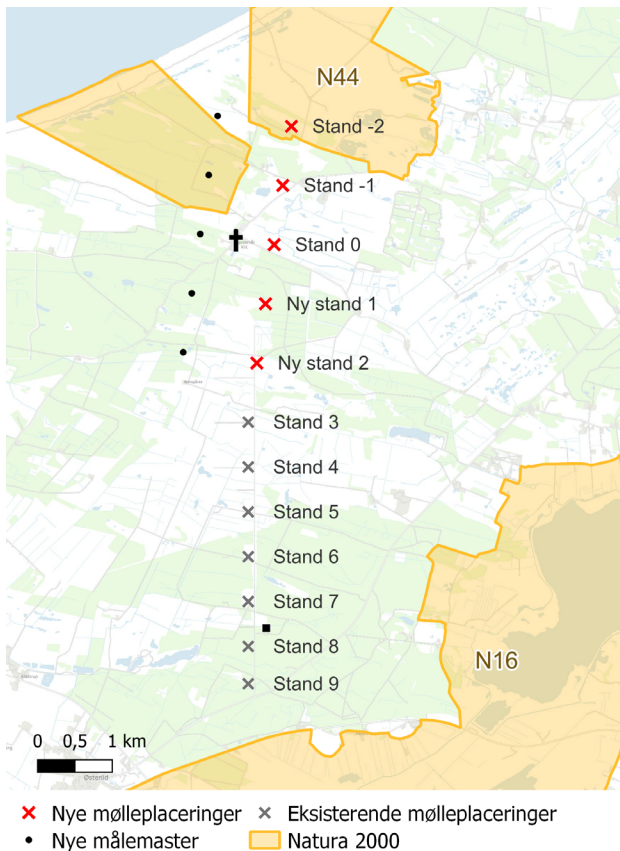 N44
Stand -2
Stand -1
Stand 0
Ny stand 1
Ny stand 2
Stand 3
Stand 4
Stand 5
Stand 6
Stand 7
Stand 8
Stand 9
N16
0 0,5 1 km
Østerild
Nye mølleplaceringer
Eksisterende mølleplaceringer
Nye målemaster
Natura 2000